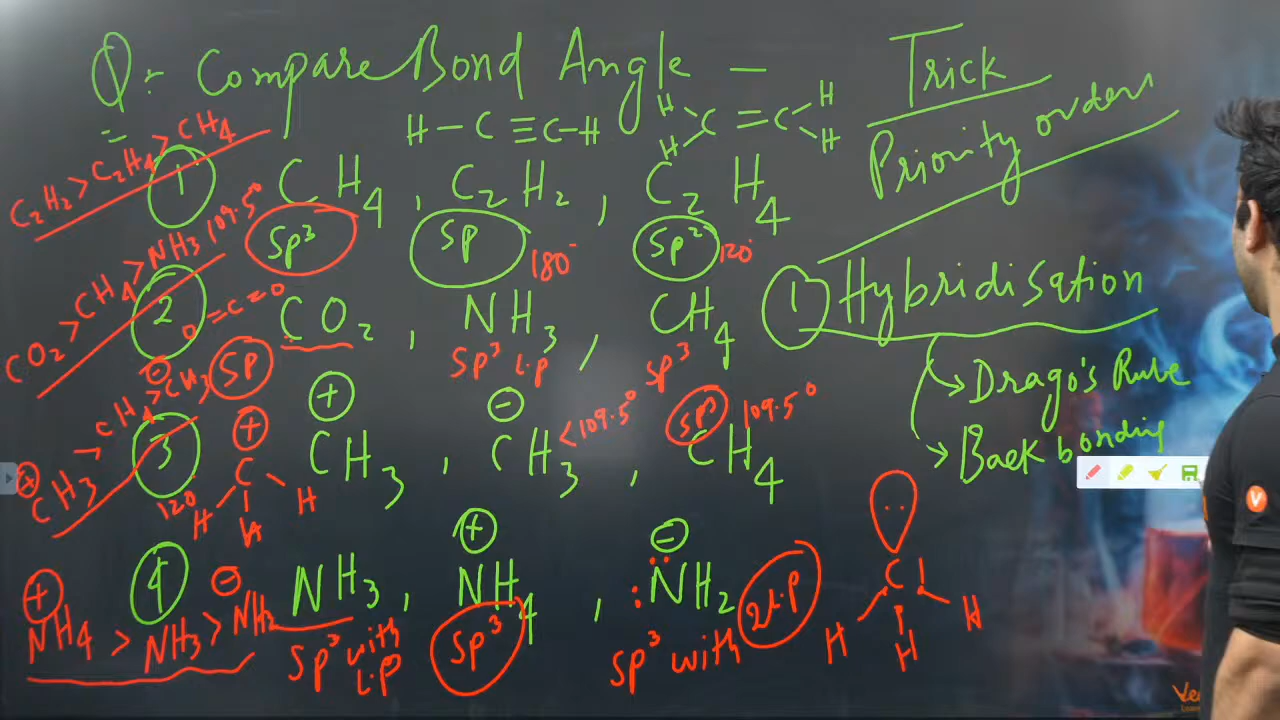 Q:- Compare Bond Angle —
Trick
Priority order
H-C≡C-H
H H C=C H H
C2H2 > C2H4 > CH4
1 CH4, C2H2, C2H4
Sp3 Sp 180° Sp2 120°
1 Hybridisation
Drago's Rule
Back bonding
CO2 > CH4 > NH3 109.5°
2 CO2, NH3, CH4
O=C=O
Sp
Sp3 L.P
Sp3
⊕CH3 > CH4 > ⊖CH3
3 ⊕CH3, ⊖CH3, CH4
<109.5°
Sp3 109.5°
⊕ C H H H 120
⊕NH4 > NH3 > ⊖NH2
4 NH3, ⊕NH4, ⊖:N̈H2
Sp3 with L.P
Sp3
Sp3 with 2L.P
C H H H
V